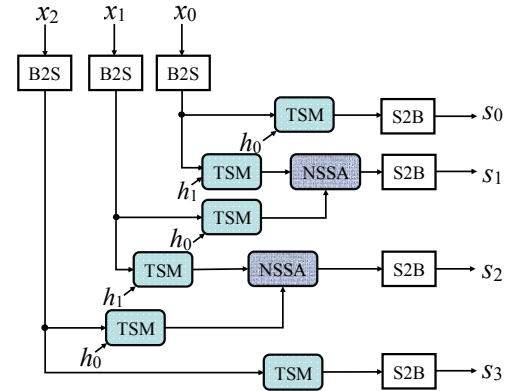 x2 x1 x0
B2S B2S B2S
TSM S2B s0
h0
TSM NSSA S2B s1
h1
TSM
h0
TSM NSSA S2B s2
h1
TSM
h0
TSM S2B s3